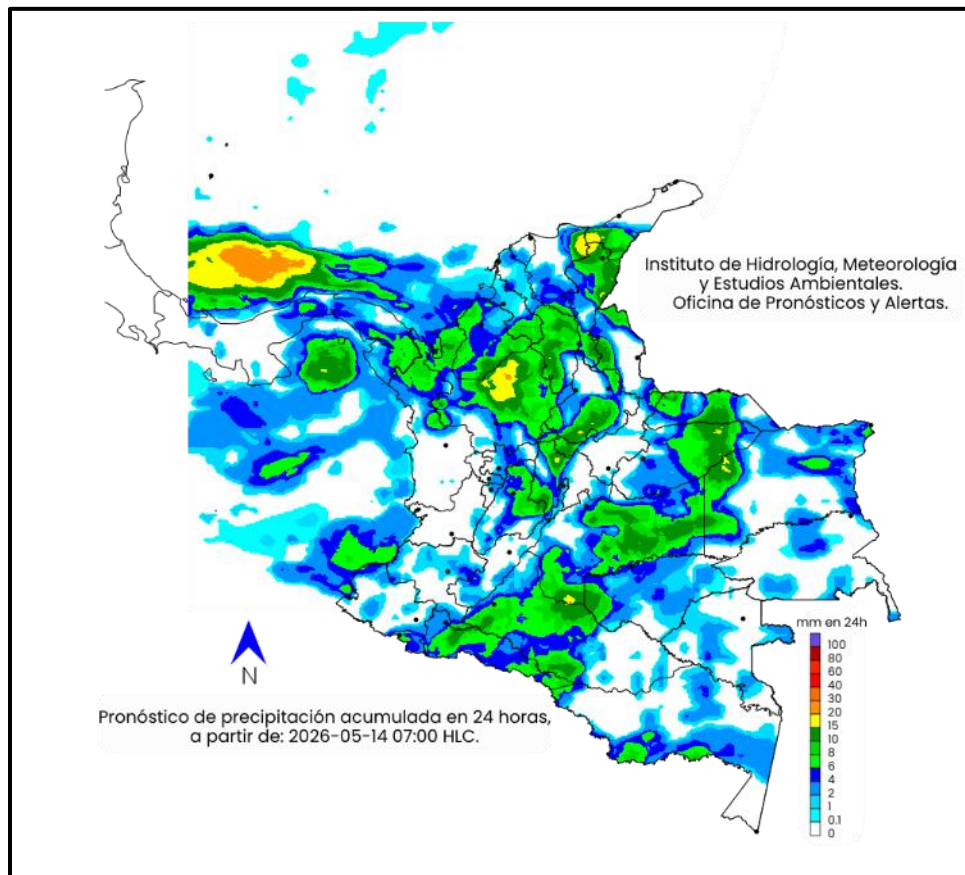 Instituto de Hidrología, Meteorología
y Estudios Ambientales.
Oficina de Pronósticos y Alertas.
mm en 24h
100
80
60
40
30
20
15
10
8
6
4
2
1
0.1
0
N
Pronóstico de precipitación acumulada en 24 horas,
a partir de: 2026-05-14 07:00 HLC.